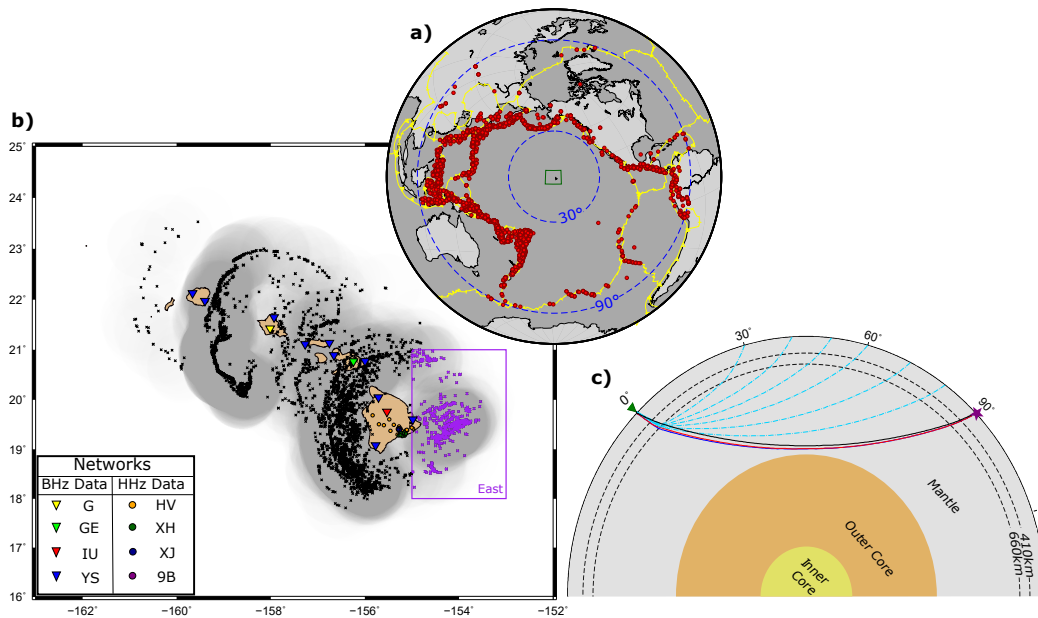 a)
30°
90°
b)
25°
24°
23°
22°
21°
20°
19°
18°
17°
16°
−162°
−160°
−158°
−156°
−154°
−152°
East
Networks
BHz Data HHz Data
G HV
GE XH
IU XJ
YS 9B
c)
0°
30°
60°
90°
Mantle
Outer Core
Inner
Core
410km
660km